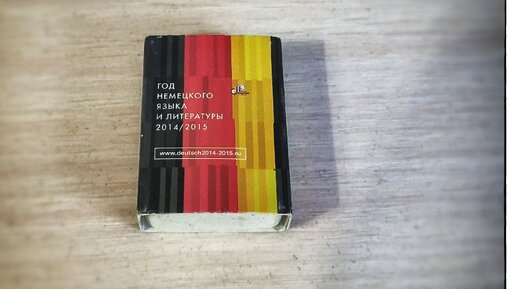 ГОД
НЕМЕЦКОГО
ЯЗЫКА
И ЛИТЕРАТУРЫ
2014/2015
www.deutsch2014-2015.ru